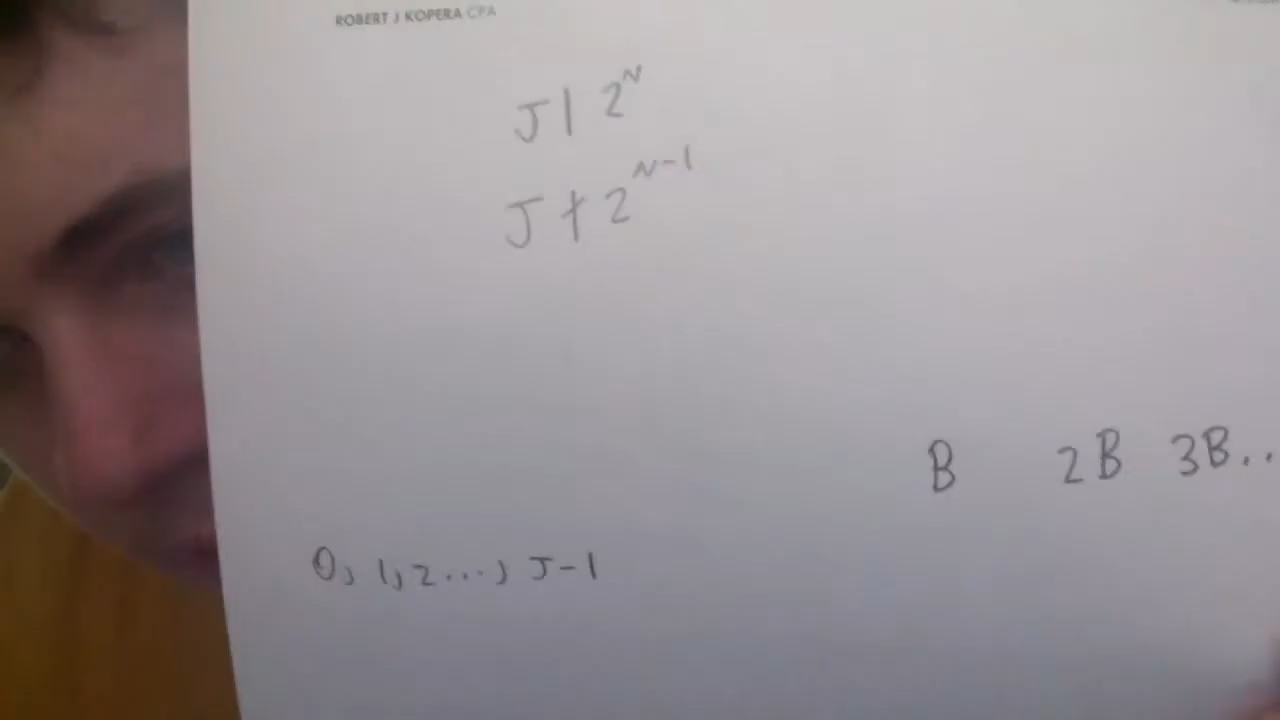 ROBERT J KOPERA CPA
J | 2^N
J ∤ 2^{N-1}
B 2B 3B..
0, 1, 2 ..., J-1